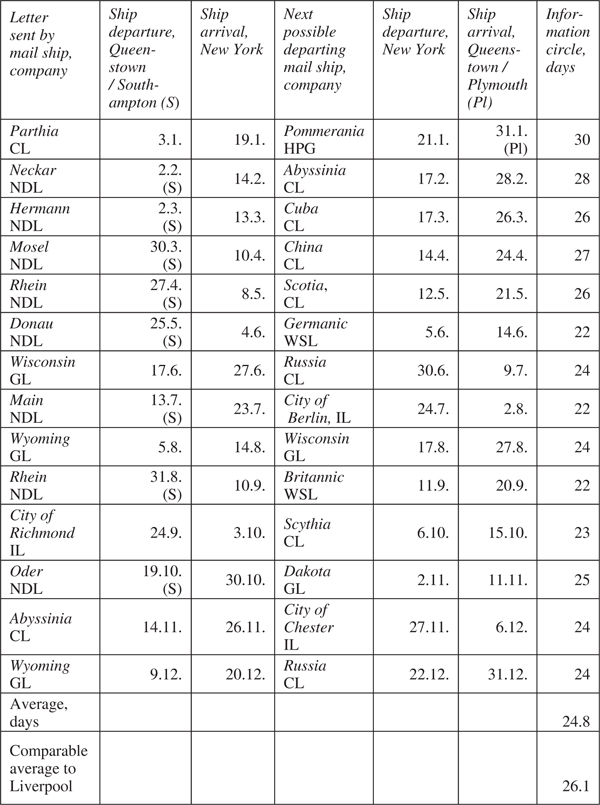 Letter sent by mail ship, company | Ship departure, Queen-stown / South-ampton (S) | Ship arrival, New York | Next possible departing mail ship, company | Ship departure, New York | Ship arrival, Queens-town / Plymouth (Pl) | Infor-mation circle, days
Parthia CL | 3.1. | 19.1. | Pommerania HPG | 21.1. | 31.1. (Pl) | 30
Neckar NDL | 2.2. (S) | 14.2. | Abyssinia CL | 17.2. | 28.2. | 28
Hermann NDL | 2.3. (S) | 13.3. | Cuba CL | 17.3. | 26.3. | 26
Mosel NDL | 30.3. (S) | 10.4. | China CL | 14.4. | 24.4. | 27
Rhein NDL | 27.4. (S) | 8.5. | Scotia, CL | 12.5. | 21.5. | 26
Donau NDL | 25.5. (S) | 4.6. | Germanic WSL | 5.6. | 14.6. | 22
Wisconsin GL | 17.6. | 27.6. | Russia CL | 30.6. | 9.7. | 24
Main NDL | 13.7. (S) | 23.7. | City of Berlin, IL | 24.7. | 2.8. | 22
Wyoming GL | 5.8. | 14.8. | Wisconsin GL | 17.8. | 27.8. | 24
Rhein NDL | 31.8. (S) | 10.9. | Britannic WSL | 11.9. | 20.9. | 22
City of Richmond IL | 24.9. | 3.10. | Scythia CL | 6.10. | 15.10. | 23
Oder NDL | 19.10. (S) | 30.10. | Dakota GL | 2.11. | 11.11. | 25
Abyssinia CL | 14.11. | 26.11. | City of Chester IL | 27.11. | 6.12. | 24
Wyoming GL | 9.12. | 20.12. | Russia CL | 22.12. | 31.12. | 24
Average, days | 24.8
Comparable average to Liverpool | 26.1